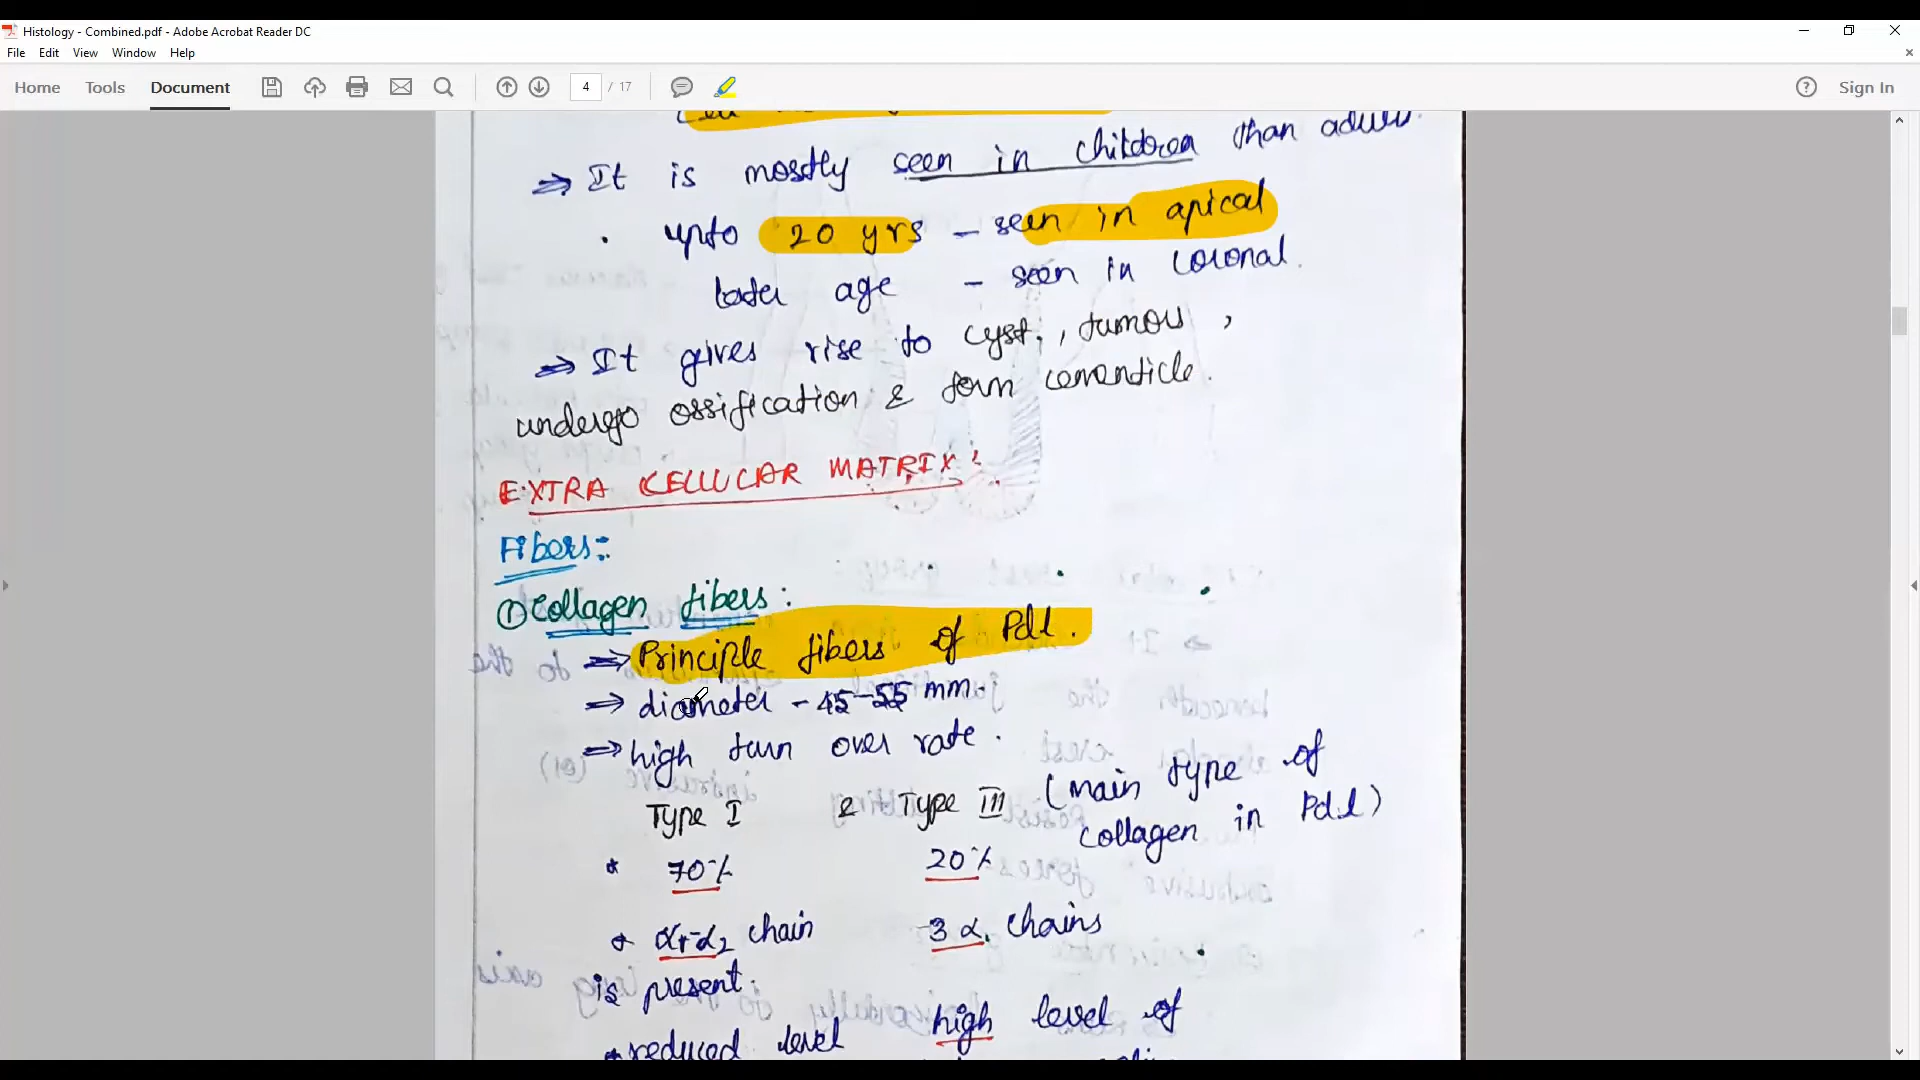 Histology - Combined.pdf - Adobe Acrobat Reader DC
File Edit View Window Help
Home Tools Document 4 / 17 Sign In
⇒ It is mostly seen in children than adults.
. upto 20 yrs - seen in apical
later age - seen in coronal.
⇒ It gives rise to cyst, tumors,
undergo ossification & form cementicle.
EXTRA CELLULAR MATRIX:
Fibers:
① Collagen fibers:
⇒ Principle fibers of Pdl.
⇒ diameter - 45-55 mm.
⇒ high turn over rate.
Type I & Type III (main type of
collagen in Pdl)
* 70% 20%
* α1-α2 chain 3 α1 chains
is present.
high level of
* reduced level